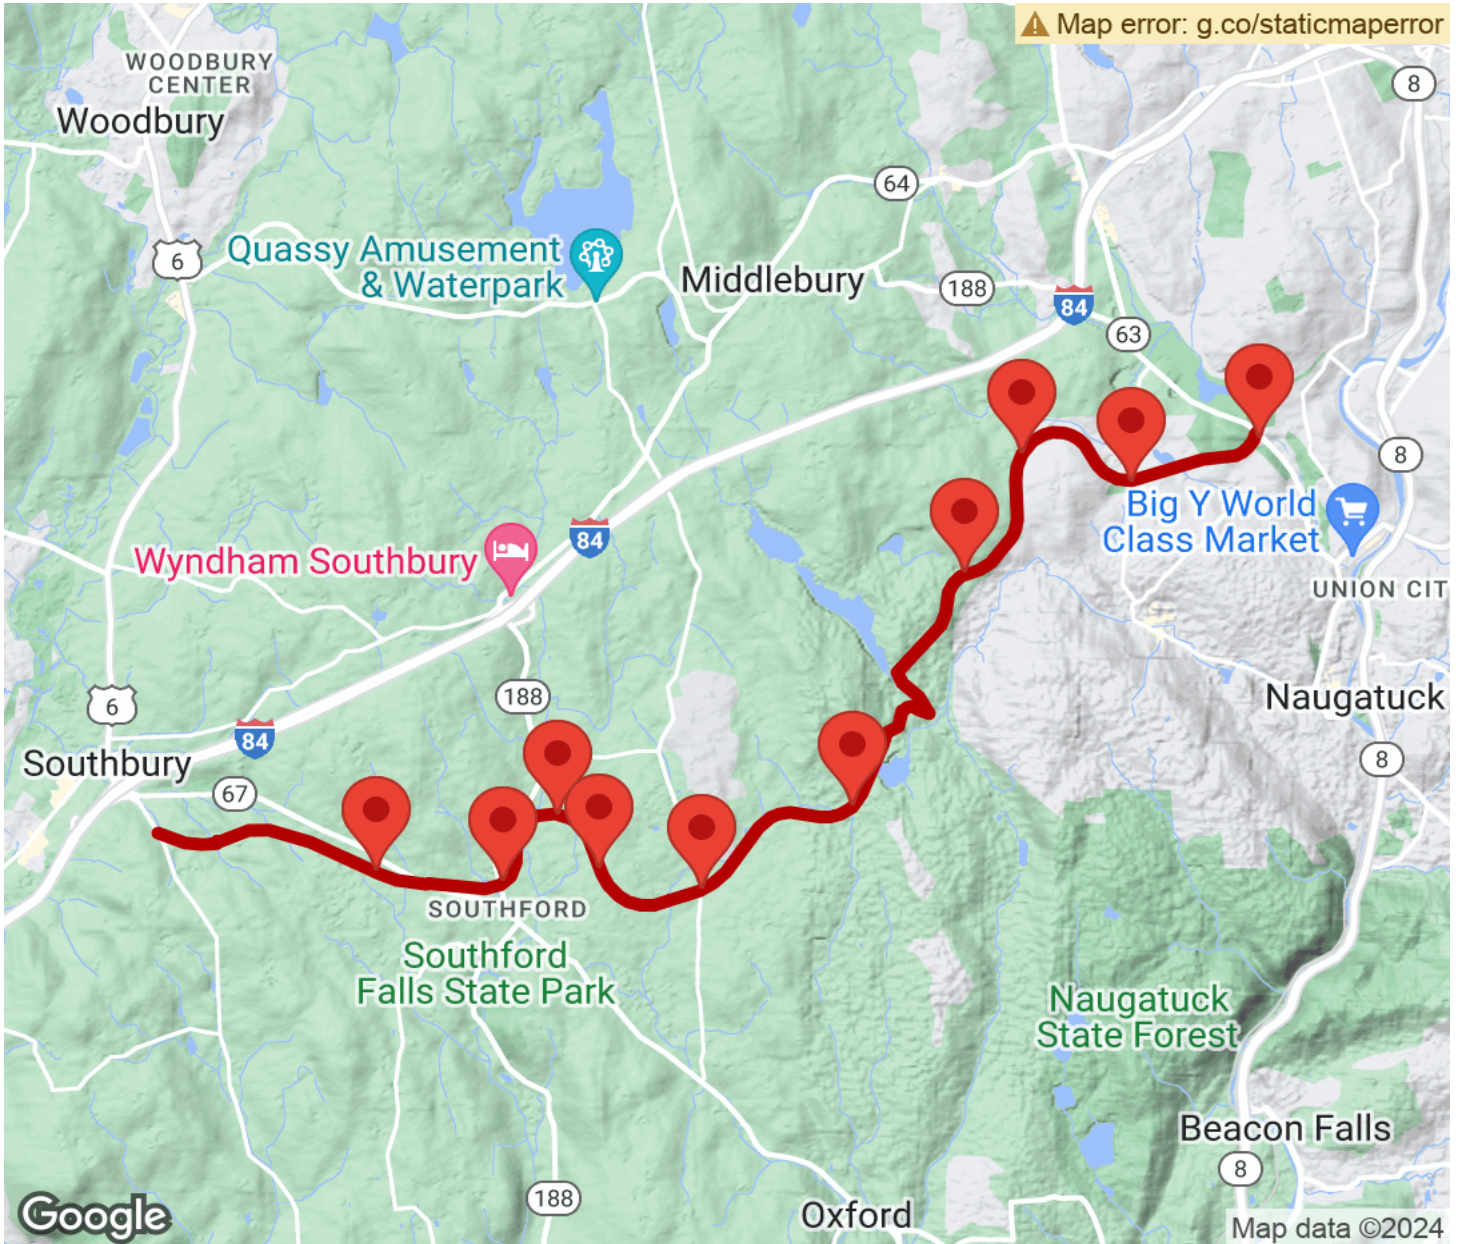 Map error: g.co/staticmaperror
WOODBURY
CENTER
Woodbury
8
64
6
Quassy Amusement
& Waterpark
Middlebury
188
84
63
8
Big Y World
Class Market
84
Wyndham Southbury
UNION CIT
188
6
Naugatuck
84
Southbury
8
67
SOUTHFORD
Southford
Falls State Park
Naugatuck
State Forest
Beacon Falls
8
188
Oxford
Google
Map data ©2024